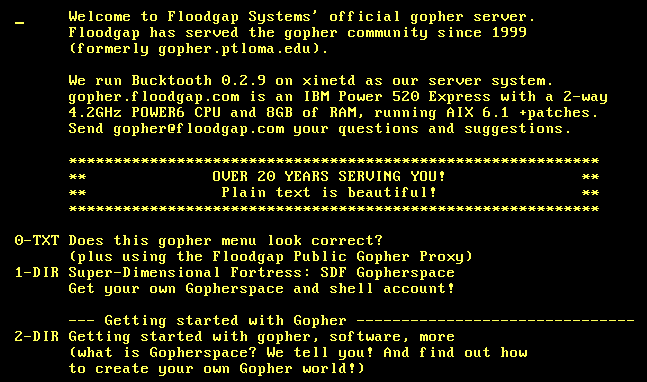 _ Welcome to Floodgap Systems' official gopher server.
Floodgap has served the gopher community since 1999
(formerly gopher.ptloma.edu).
We run Bucktooth 0.2.9 on xinetd as our server system.
gopher.floodgap.com is an IBM Power 520 Express with a 2-way
4.2GHz POWER6 CPU and 8GB of RAM, running AIX 6.1 +patches.
Send gopher@floodgap.com your questions and suggestions.
***********************************************************
** OVER 20 YEARS SERVING YOU! **
** Plain text is beautiful! **
***********************************************************
0-TXT Does this gopher menu look correct?
(plus using the Floodgap Public Gopher Proxy)
1-DIR Super-Dimensional Fortress: SDF Gopherspace
Get your own Gopherspace and shell account!
--- Getting started with Gopher -------------------------------
2-DIR Getting started with gopher, software, more
(what is Gopherspace? We tell you! And find out how
to create your own Gopher world!)